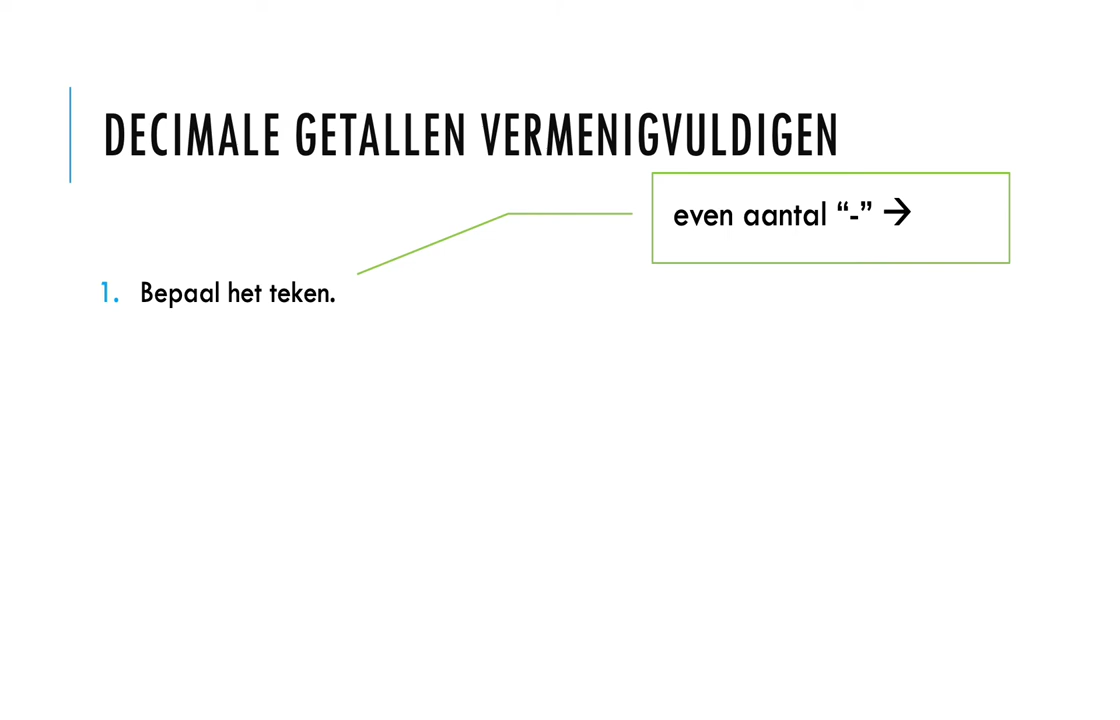 DECIMALE GETALLEN VERMENIGVULDIGEN
even aantal “-” →
1. Bepaal het teken.